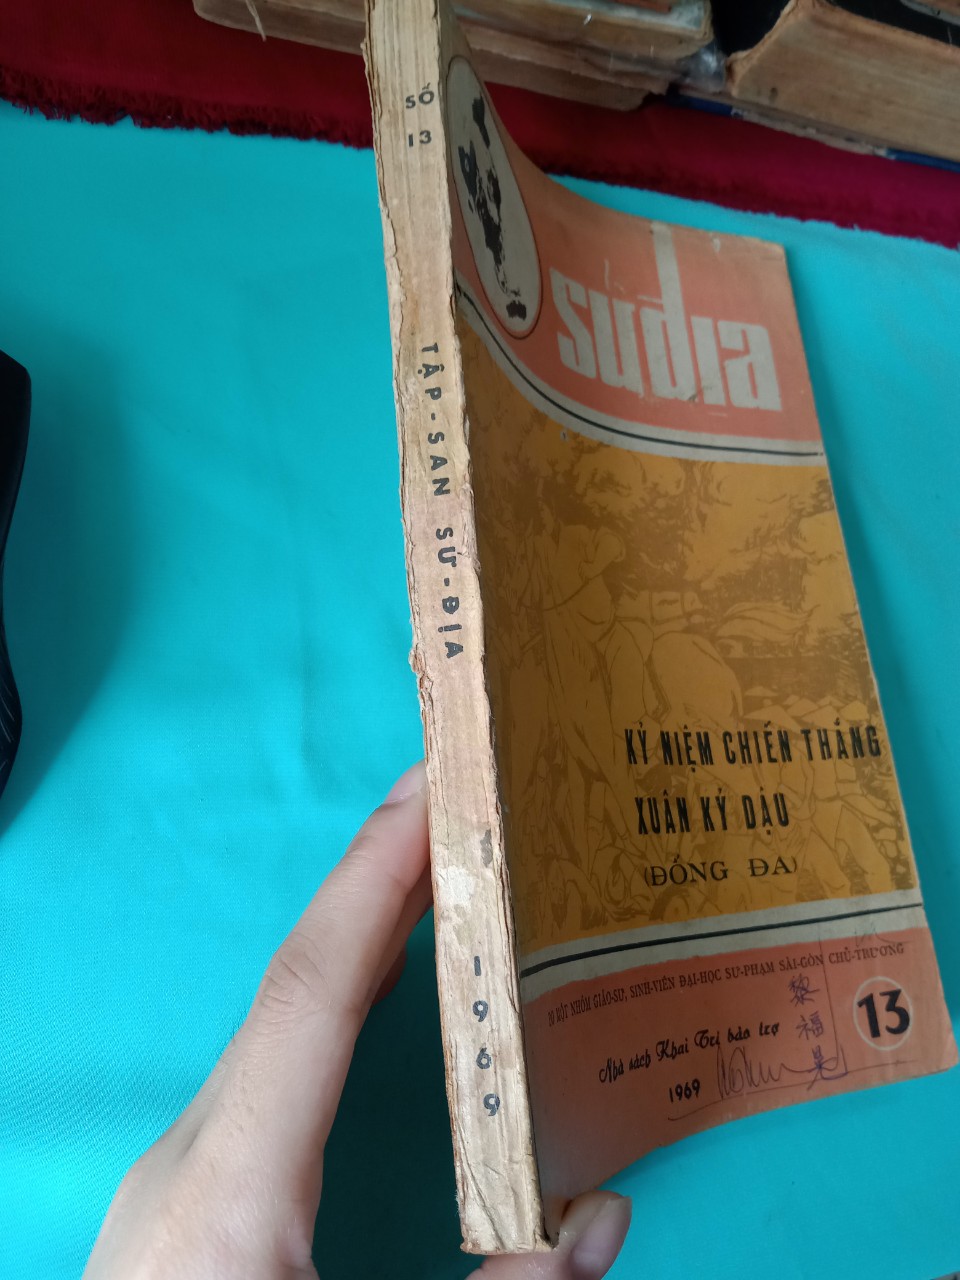 SỐ
13
TẬP-SAN SỬ-ĐỊA
1969
sửđịa
KỶ NIỆM CHIẾN THẮNG
XUÂN KỶ DẬU
(ĐỐNG ĐA)
DO MỘT NHÓM GIÁO-SƯ, SINH-VIÊN ĐẠI-HỌC SƯ-PHẠM SÀI-GÒN CHỦ-TRƯƠNG
Nhà sách Khai Trí bảo trợ
1969
13
黎
福